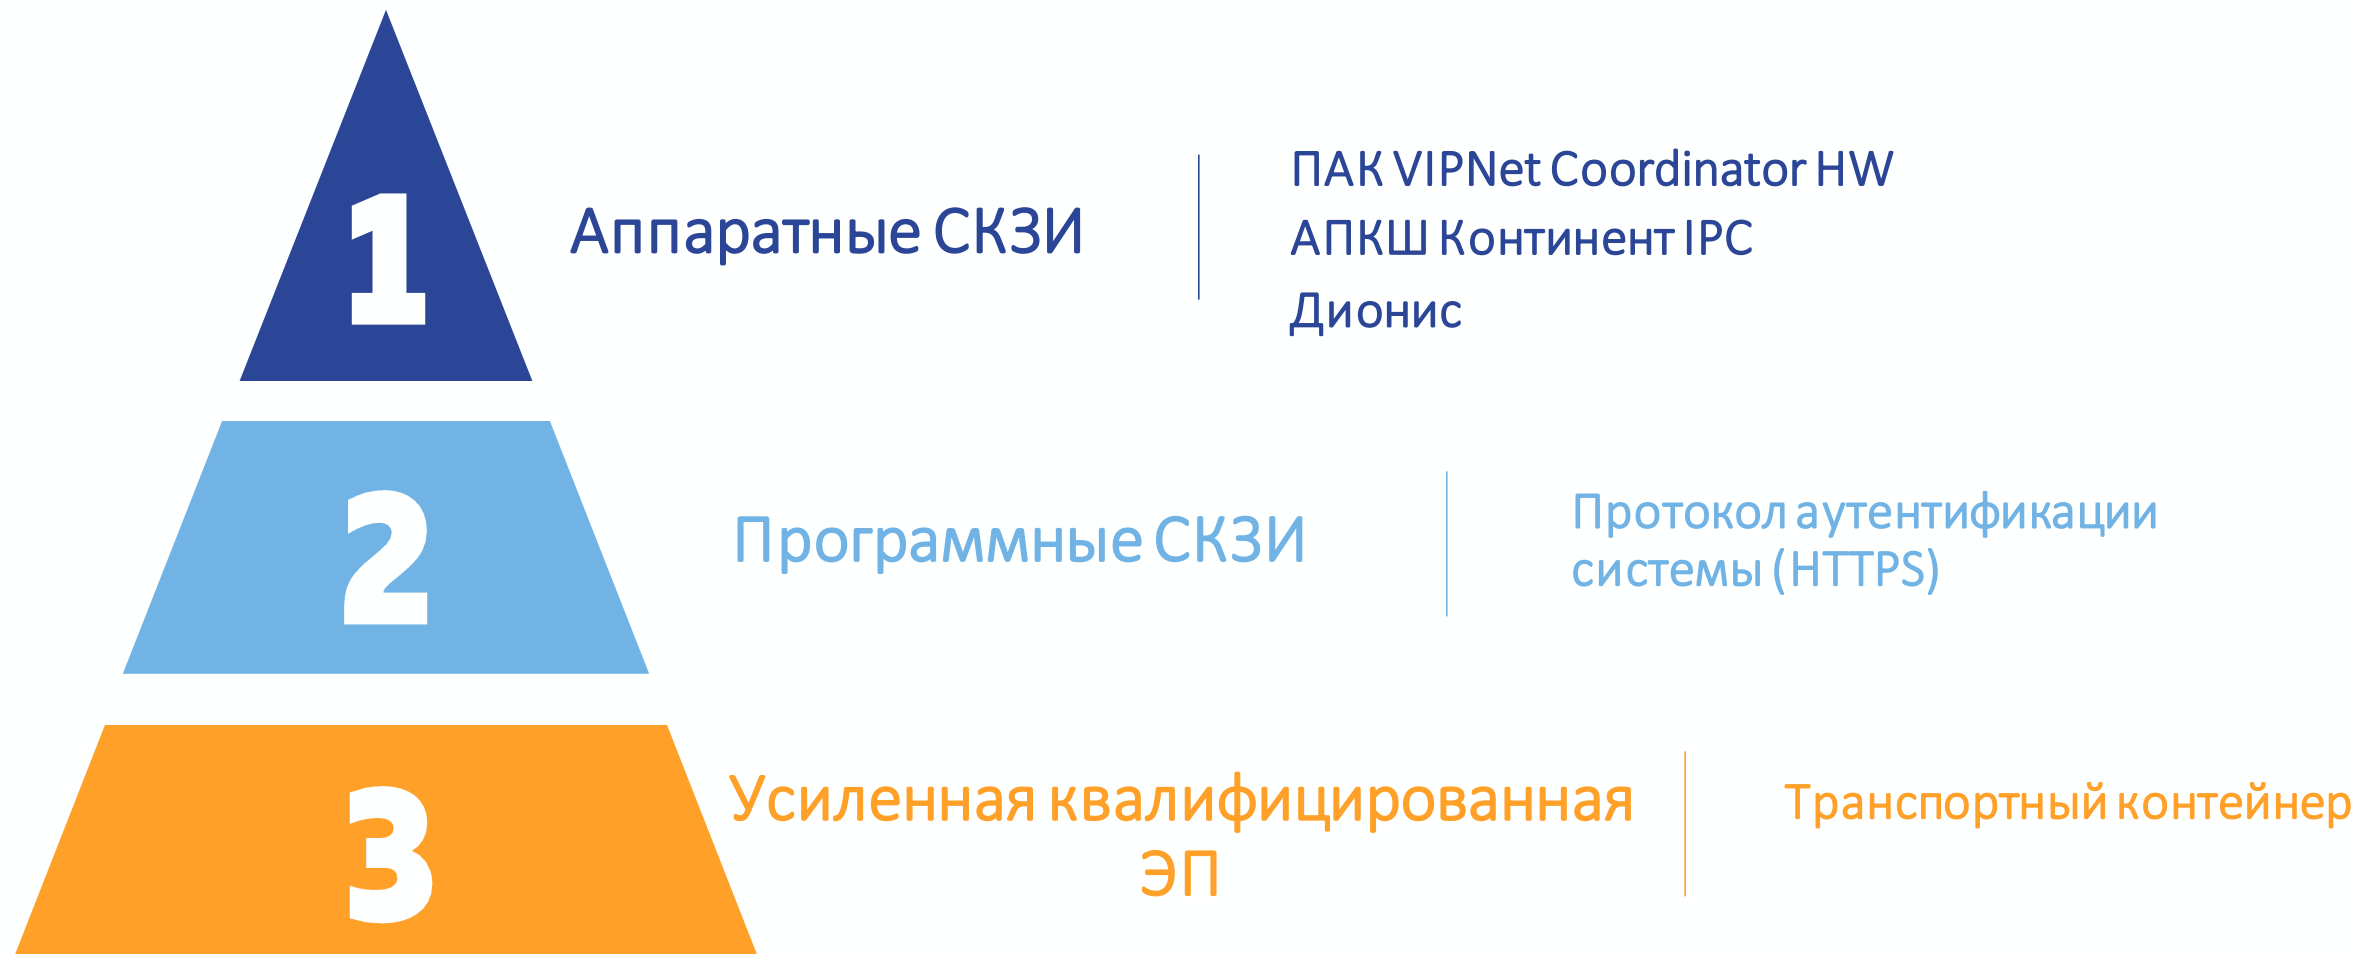 1
Аппаратные СКЗИ
ПАК VIPNet Coordinator HW
АПКШ Континент IPC
Дионис
2
Программные СКЗИ
Протокол аутентификации
системы (HTTPS)
3
Усиленная квалифицированная
ЭП
Транспортный контейнер